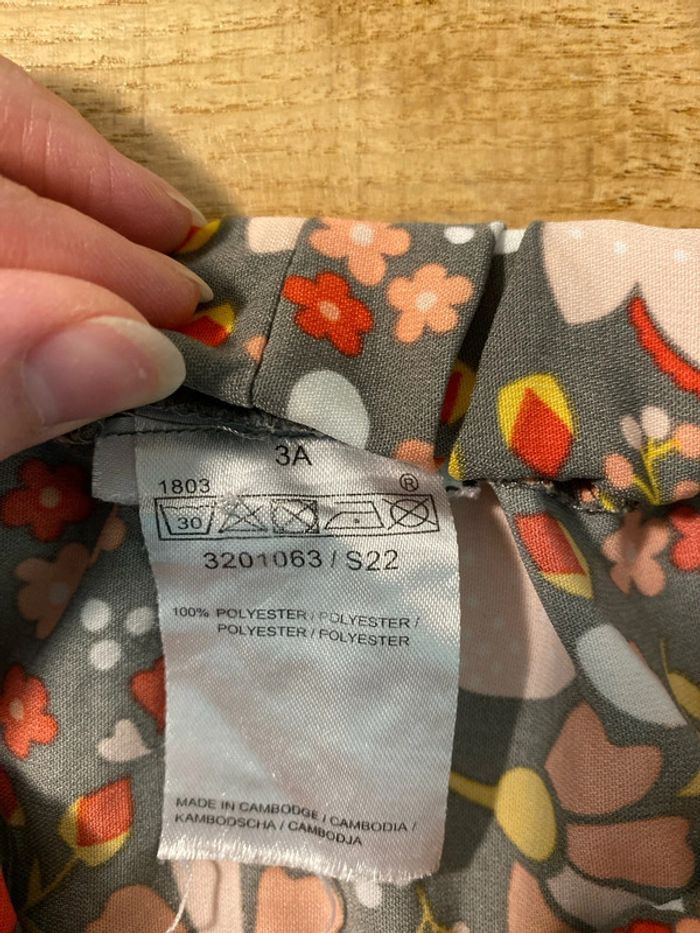 3A
1803 ®
30
3201063 / S22
100% POLYESTER / POLYESTER /
POLYESTER / POLYESTER
MADE IN CAMBODGE / CAMBODIA /
KAMBODSCHA / CAMBODJA